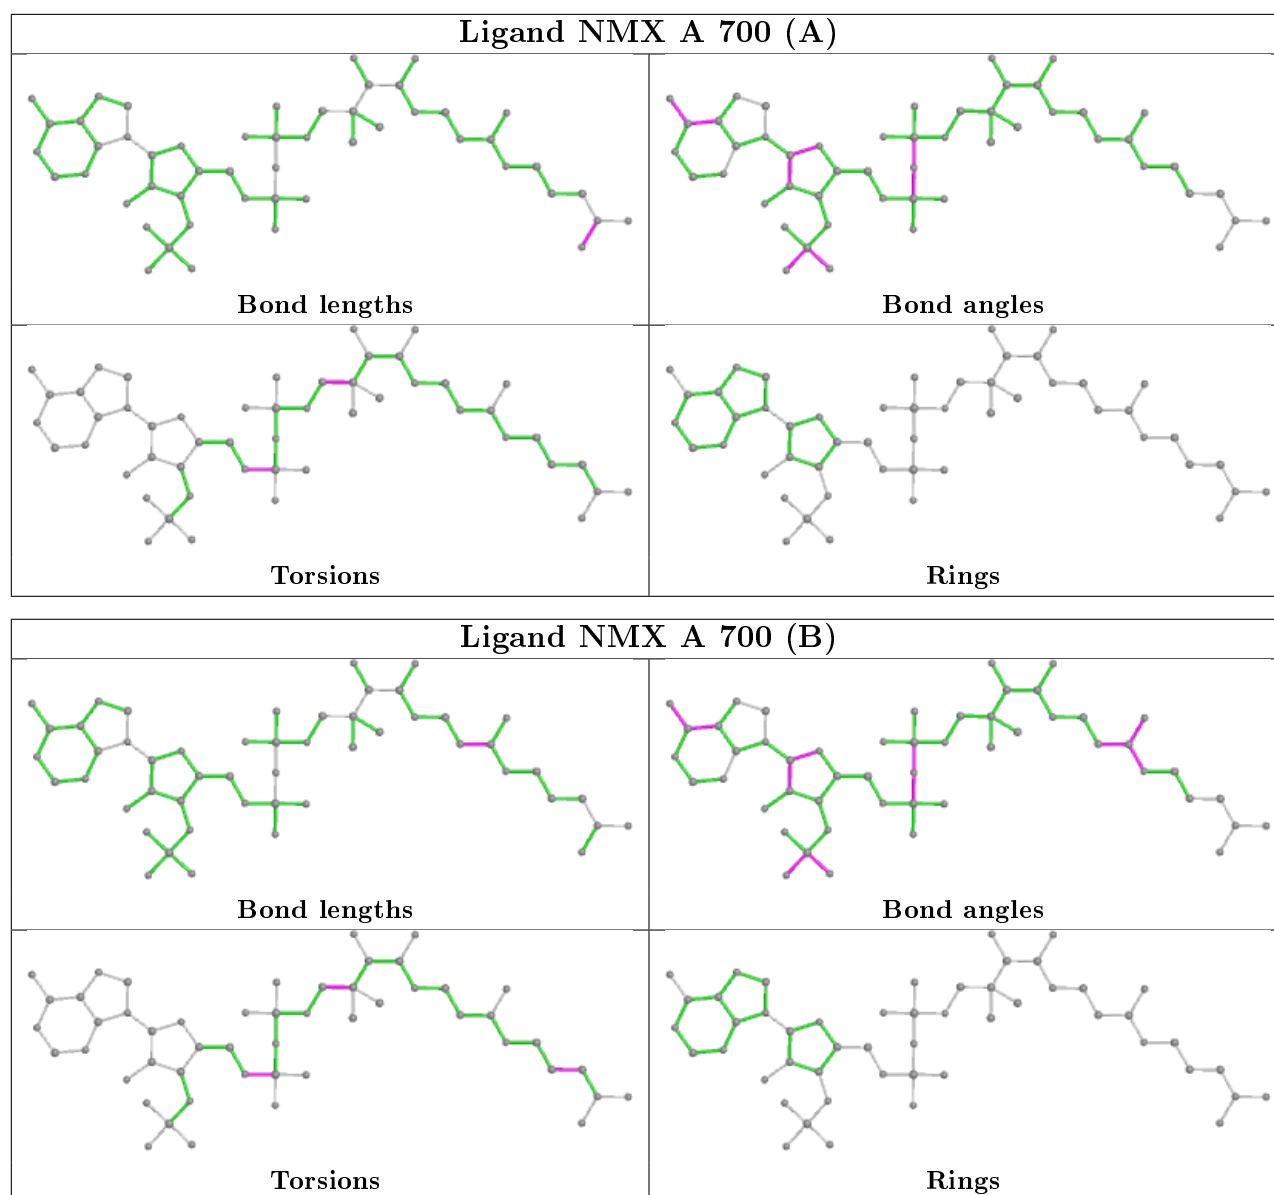 Ligand NMX A 700 (A)
Bond lengths
Bond angles
Torsions
Rings
Ligand NMX A 700 (B)
Bond lengths
Bond angles
Torsions
Rings